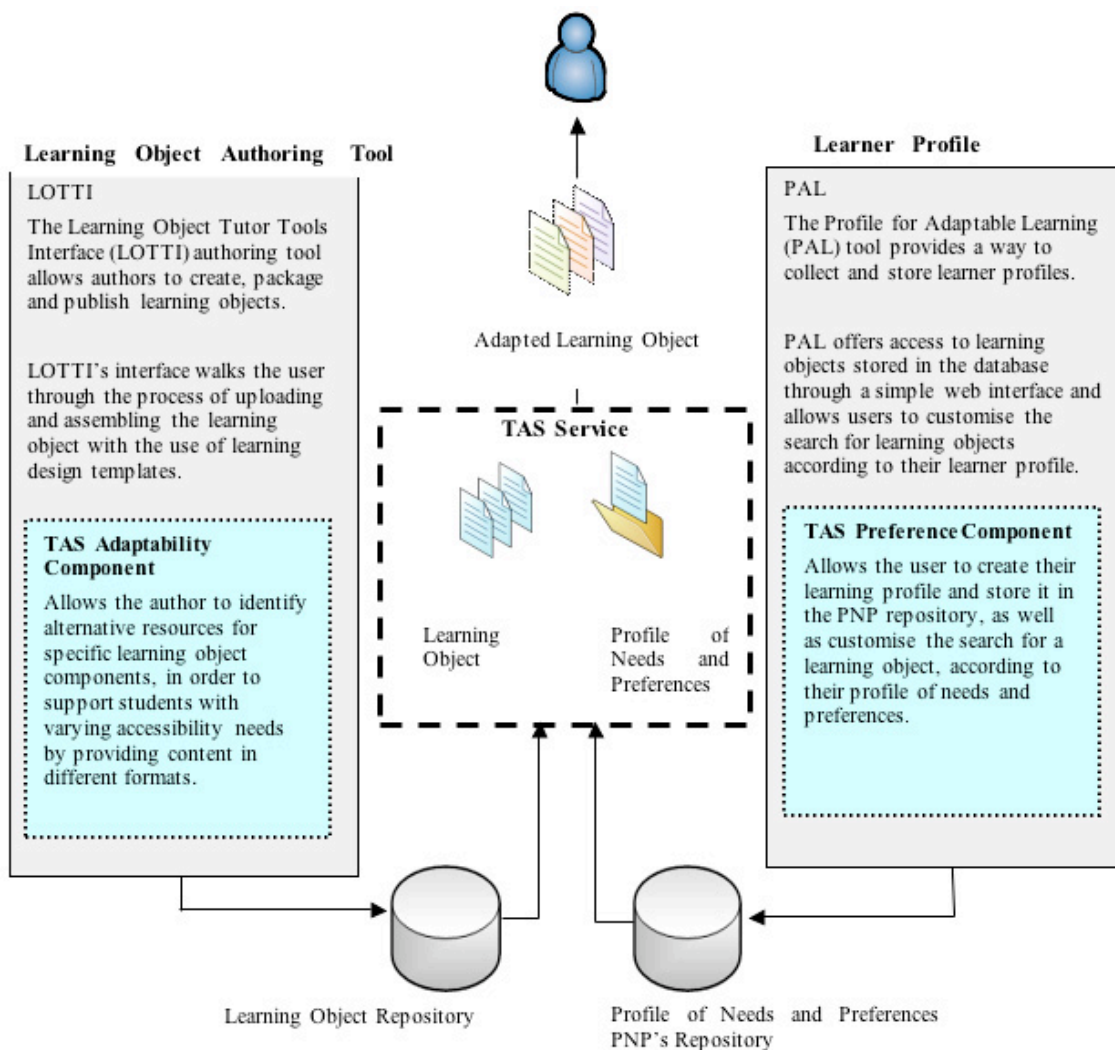 Learning Object Authoring Tool
LOTTI
The Learning Object Tutor Tools
Interface (LOTTI) authoring tool
allows authors to create, package
and publish learning objects.
LOTTI's interface walks the user
through the process of uploading
and assembling the learning
object with the use of learning
design templates.
TAS Adaptability
Component
Allows the author to identify
alternative resources for
specific learning object
components, in order to
support students with
varying accessibility needs
by providing content in
different formats.
Adapted Learning Object
TAS Service
Learning
Object
Profile of
Needs and
Preferences
Learner Profile
PAL
The Profile for Adaptable Learning
(PAL) tool provides a way to
collect and store learner profiles.
PAL offers access to learning
objects stored in the database
through a simple web interface and
allows users to customise the
search for learning objects
according to their learner profile.
TAS Preference Component
Allows the user to create their
learning profile and store it in
the PNP repository, as well
as customise the search for a
learning object, according to
their profile of needs and
preferences.
Learning Object Repository
Profile of Needs and Preferences
PNP's Repository